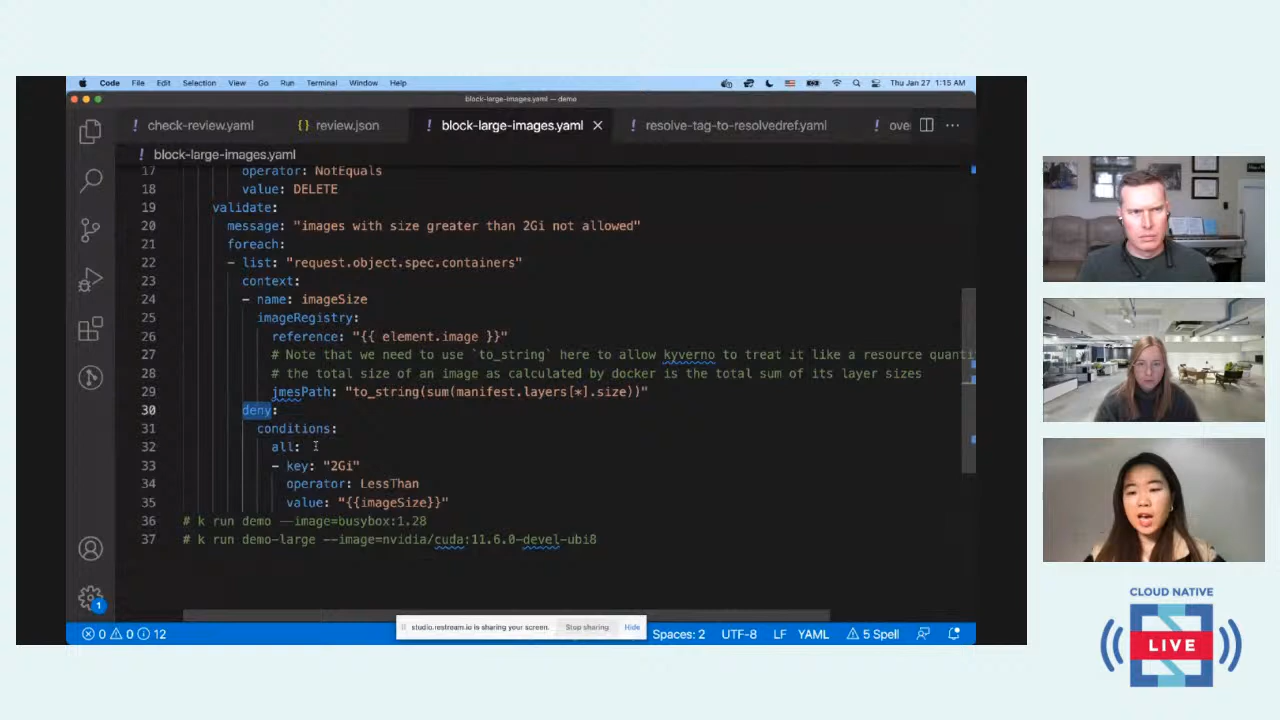 Code File Edit Selection View Go Run Terminal Window Help Thu Jan 27 1:15 AM
block-large-images.yaml — demo
! check-review.yaml {} review.json ! block-large-images.yaml × ! resolve-tag-to-resolvedref.yaml ! ove ···
! block-large-images.yaml
17 operator: NotEquals
18 value: DELETE
19 validate:
20 message: "images with size greater than 2Gi not allowed"
21 foreach:
22 - list: "request.object.spec.containers"
23 context:
24 - name: imageSize
25 imageRegistry:
26 reference: "{{ element.image }}"
27 # Note that we need to use `to_string` here to allow kyverno to treat it like a resource quanti
28 # the total size of an image as calculated by docker is the total sum of its layer sizes
29 jmesPath: "to_string(sum(manifest.layers[*].size))"
30 deny:
31 conditions:
32 all:
33 - key: "2Gi"
34 operator: LessThan
35 value: "{{imageSize}}"
36 # k run demo --image=busybox:1.28
37 # k run demo-large --image=nvidia/cuda:11.6.0-devel-ubi8
1
studio.restream.io is sharing your screen. Stop sharing Hide
0 0 12 Spaces: 2 UTF-8 LF YAML 5 Spell
CLOUD NATIVE
LIVE